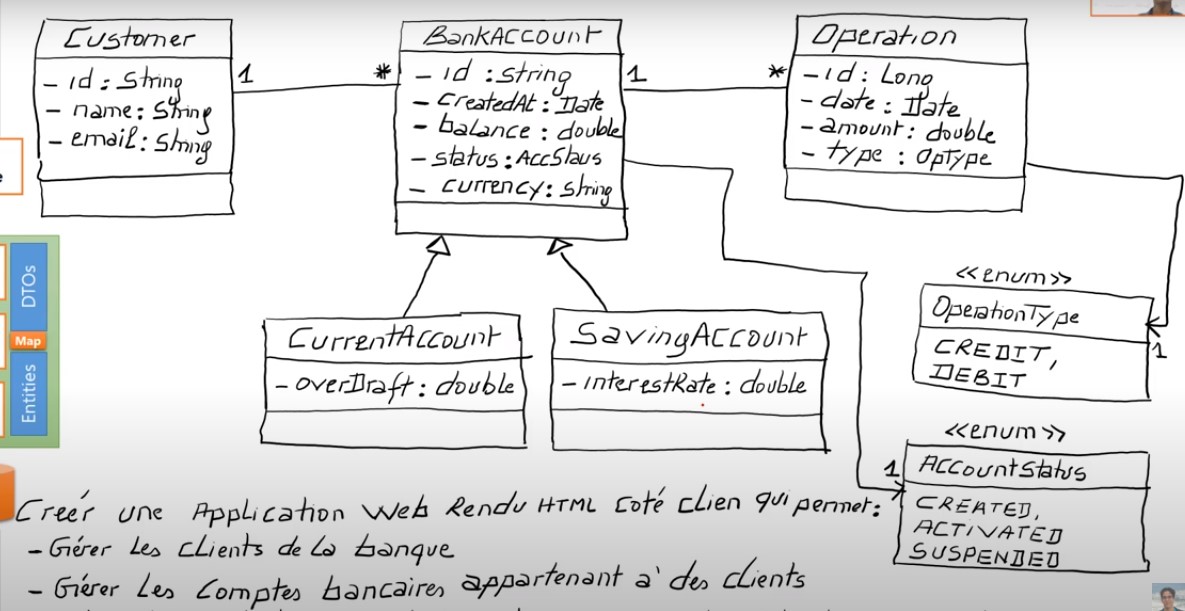 Customer
- id : String
- name : String
- email : String
1
*
BankAccount
- id : String
- CreatedAt : Date
- balance : double
- status : AccStaus
- currency : String
1
*
Operation
- id : Long
- date : Date
- amount : double
- type : OpType
CurrentAccount
- overDraft : double
SavingAccount
- interestRate : double
<<enum>>
OperationType
CREDIT,
DEBIT
1
<<enum>>
1
AccountStatus
CREATED,
ACTIVATED
SUSPENDED
DTOs
Map
Entities
Creér une Application Web Rendu HTML Coté Clien qui permet :
- Gérer Les clients de la banque
- Gérer Les Comptes bancaires appartenant a' des clients